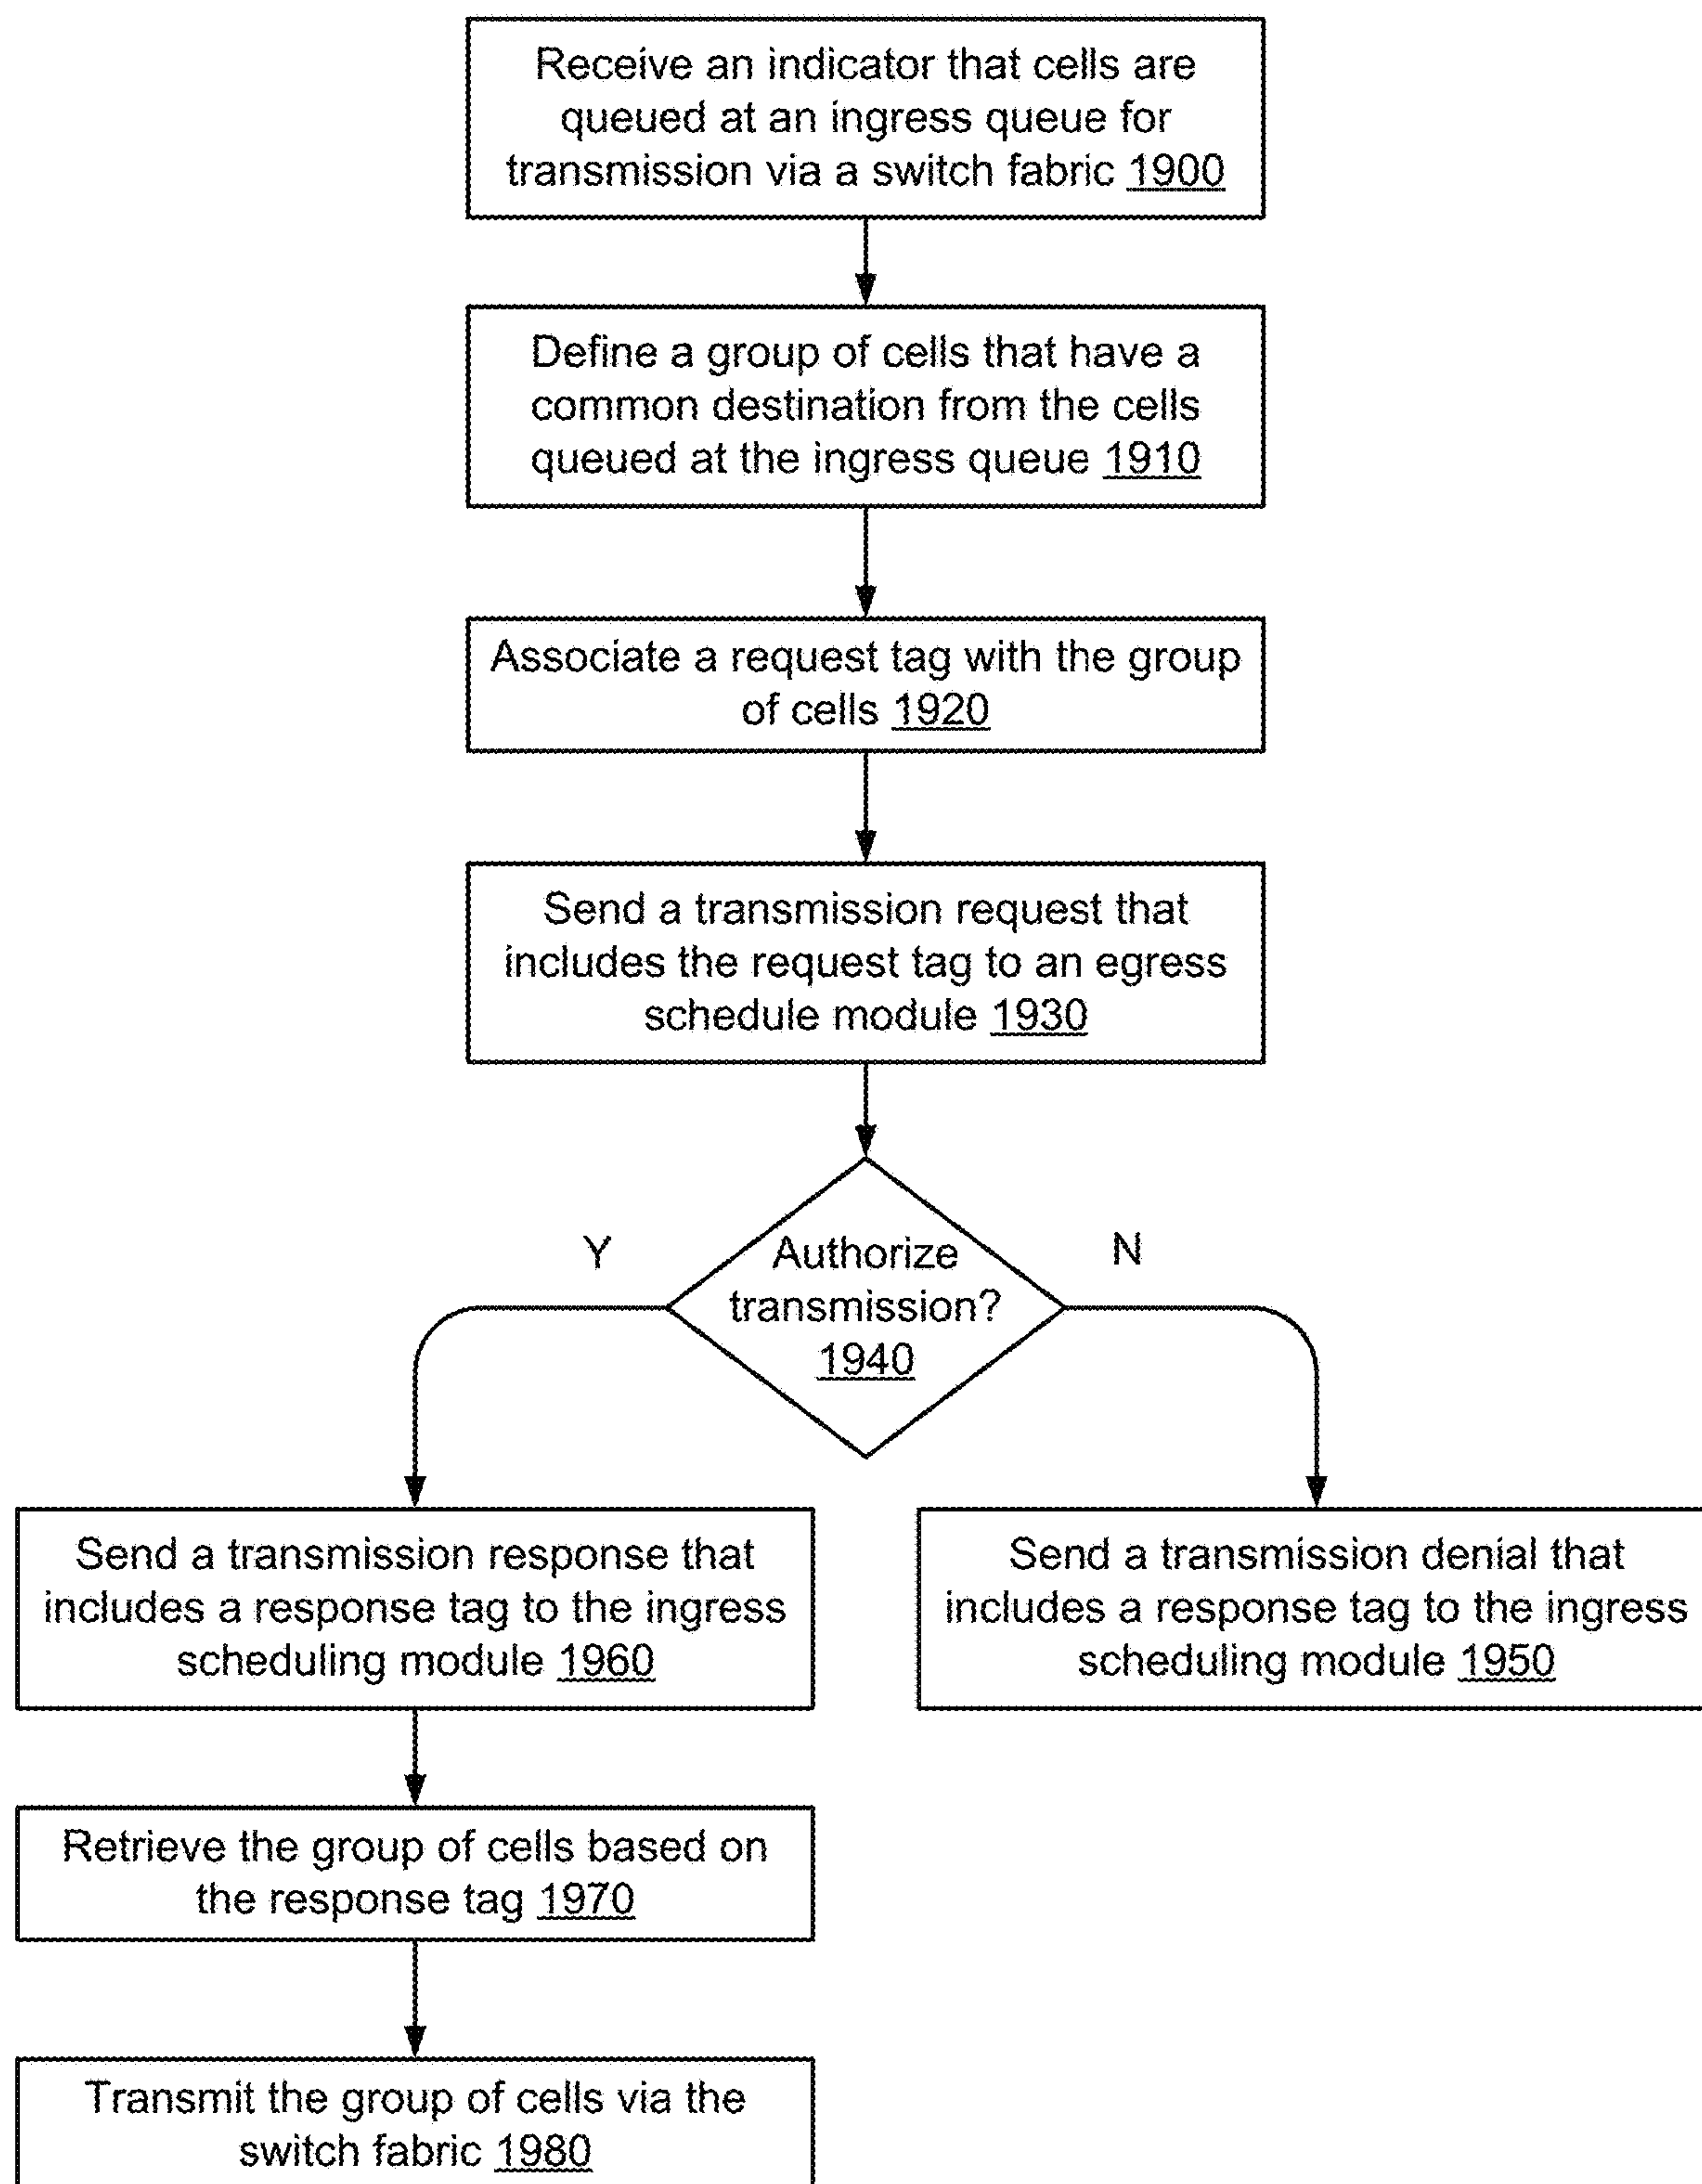 Receive an indicator that cells are
queued at an ingress queue for
transmission via a switch fabric 1900
Define a group of cells that have a
common destination from the cells
queued at the ingress queue 1910
Associate a request tag with the group
of cells 1920
Send a transmission request that
includes the request tag to an egress
schedule module 1930
Y
N
Authorize
transmission?
1940
Send a transmission response that
includes a response tag to the ingress
scheduling module 1960
Send a transmission denial that
includes a response tag to the ingress
scheduling module 1950
Retrieve the group of cells based on
the response tag 1970
Transmit the group of cells via the
switch fabric 1980